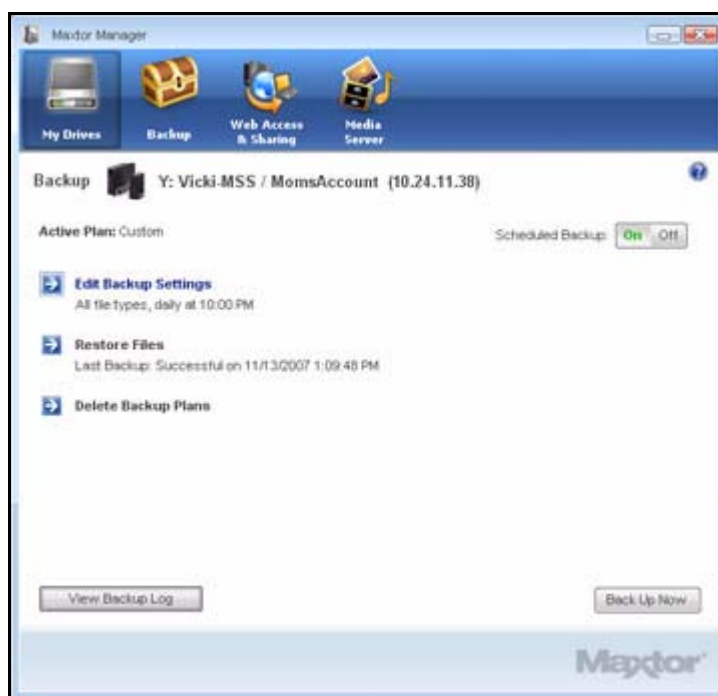 Maxtor Manager
My Drives
Backup
Web Access
& Sharing
Media
Server
Backup
Y: Vicki-MSS / MomsAccount (10.24.11.38)
Active Plan: Custom
Scheduled Backup:
On
Off
Edit Backup Settings
All file types, daily at 10:00 PM
Restore Files
Last Backup: Successful on 11/13/2007 1:09:48 PM
Delete Backup Plans
View Backup Log
Back Up Now
Maxtor